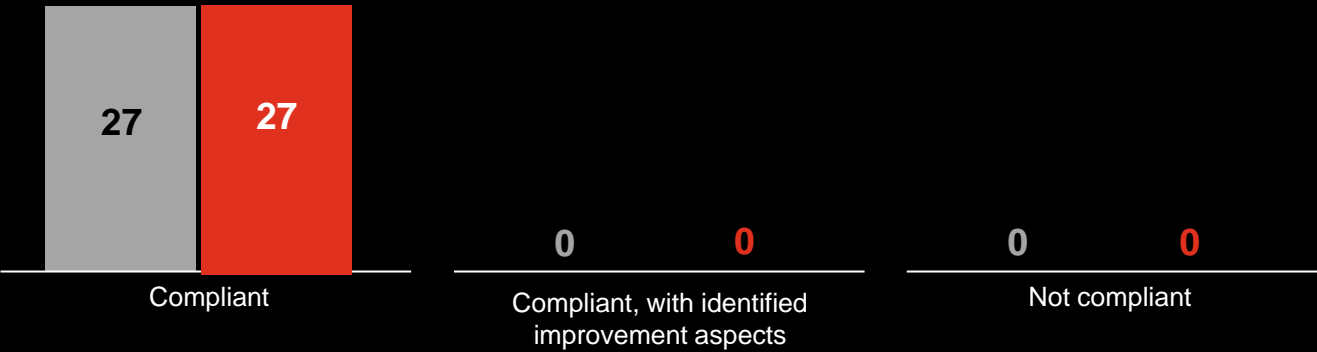 27
27
0
0
0
0
Compliant
Compliant, with identified
improvement aspects
Not compliant